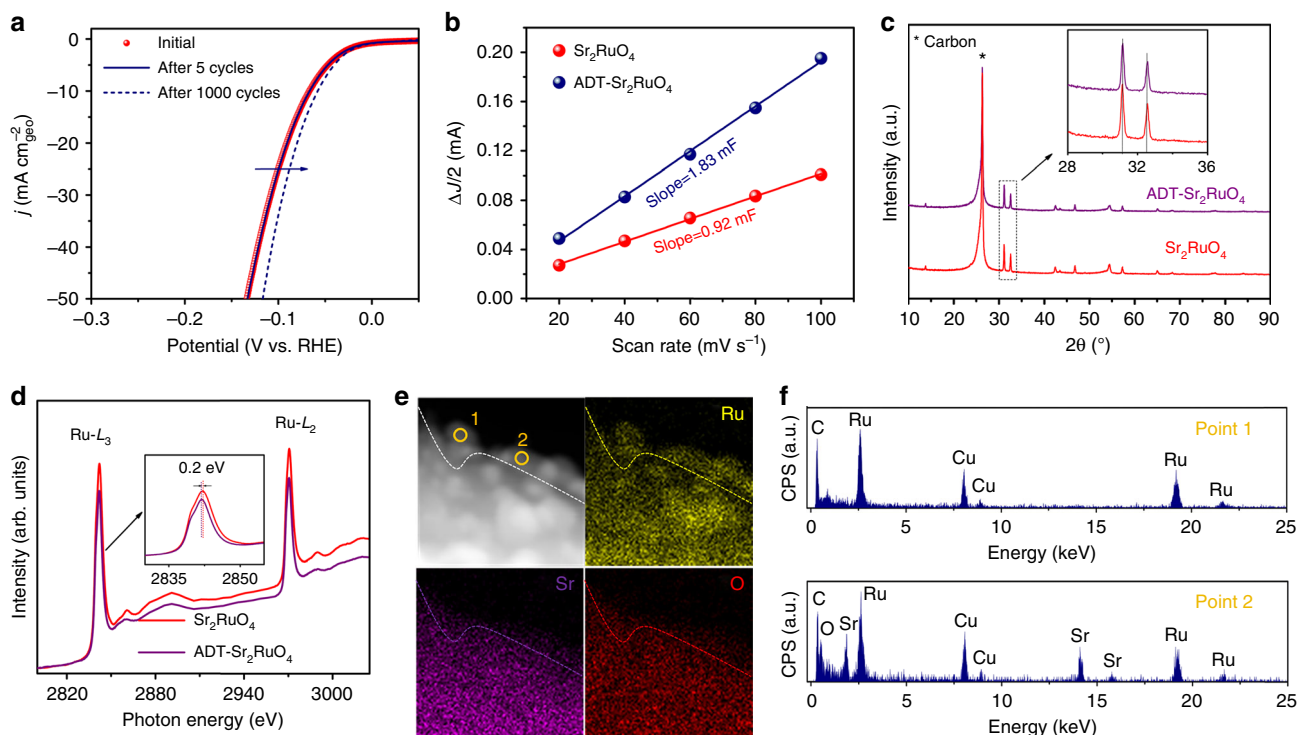 a
0
−10
−20
−30
−40
−50
j (mA cm⁻²geo)
Initial
After 5 cycles
After 1000 cycles
−0.3
−0.2
−0.1
0.0
Potential (V vs. RHE)
b
0.20
0.16
0.12
0.08
0.04
0.00
ΔJ/2 (mA)
Sr₂RuO₄
ADT-Sr₂RuO₄
Slope=1.83 mF
Slope=0.92 mF
20
40
60
80
100
Scan rate (mV s⁻¹)
c
* Carbon
*
Intensity (a.u.)
28
32
36
ADT-Sr₂RuO₄
Sr₂RuO₄
10
20
30
40
50
60
70
80
90
2θ (°)
d
Ru-L₃
Ru-L₂
0.2 eV
2835
2850
Intensity (arb. units)
Sr₂RuO₄
ADT-Sr₂RuO₄
2820
2880
2940
3000
Photon energy (eV)
e
1
2
Ru
Sr
O
f
CPS (a.u.)
C
Ru
Cu
Cu
Ru
Ru
Point 1
0
5
10
15
20
25
Energy (keV)
CPS (a.u.)
C
O
Sr
Ru
Cu
Cu
Sr
Sr
Ru
Ru
Point 2
0
5
10
15
20
25
Energy (keV)